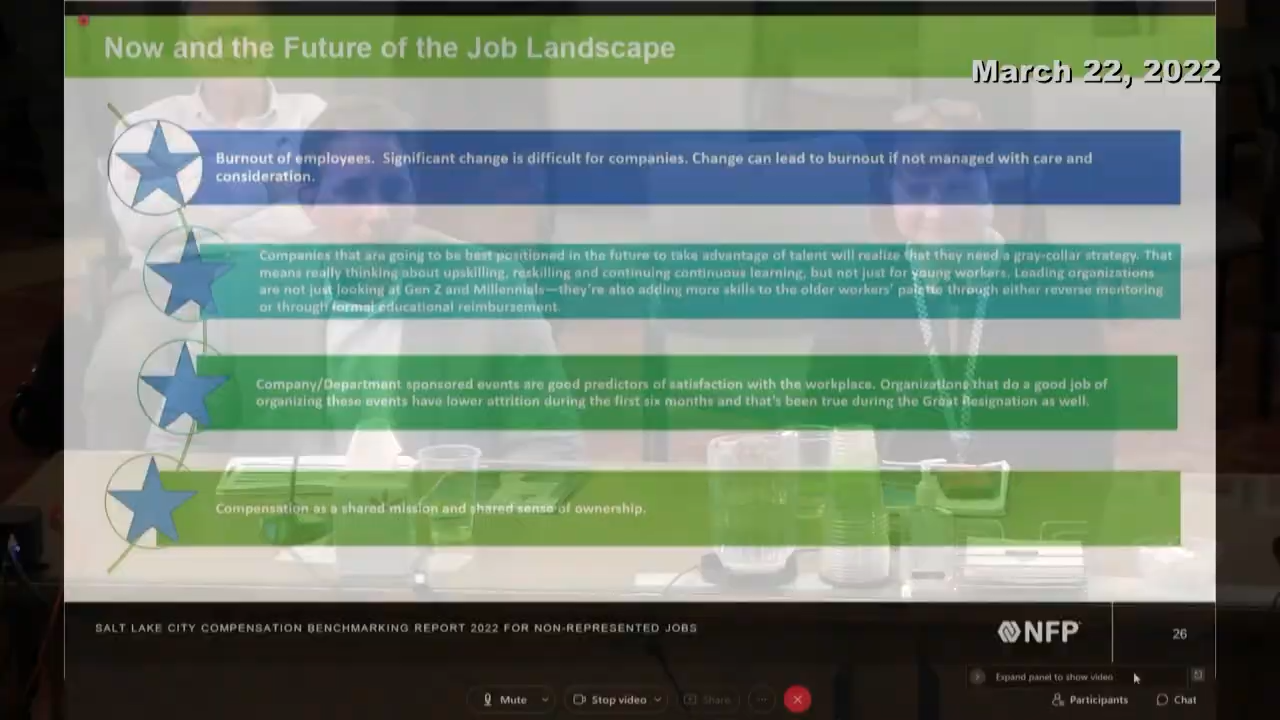 Now and the Future of the Job Landscape
March 22, 2022
Burnout of employees. Significant change is difficult for companies. Change can lead to burnout if not managed with care and
consideration.
Companies that are going to be best positioned in the future to take advantage of talent will realize that they need a gray-collar strategy. That
means really thinking about upskilling, reskilling and continuing continuous learning, but not just for young workers. Leading organizations
are not just looking at Gen Z and Millennials—they're also adding more skills to the older workers' palette through either reverse mentoring
or through formal educational reimbursement.
Company/Department sponsored events are good predictors of satisfaction with the workplace. Organizations that do a good job of
organizing these events have lower attrition during the first six months and that's been true during the Great Resignation as well.
Compensation as a shared mission and shared sense of ownership.
SALT LAKE CITY COMPENSATION BENCHMARKING REPORT 2022 FOR NON-REPRESENTED JOBS
NFP
26
Expand panel to show video
Mute
Stop video
Share
Participants
Chat